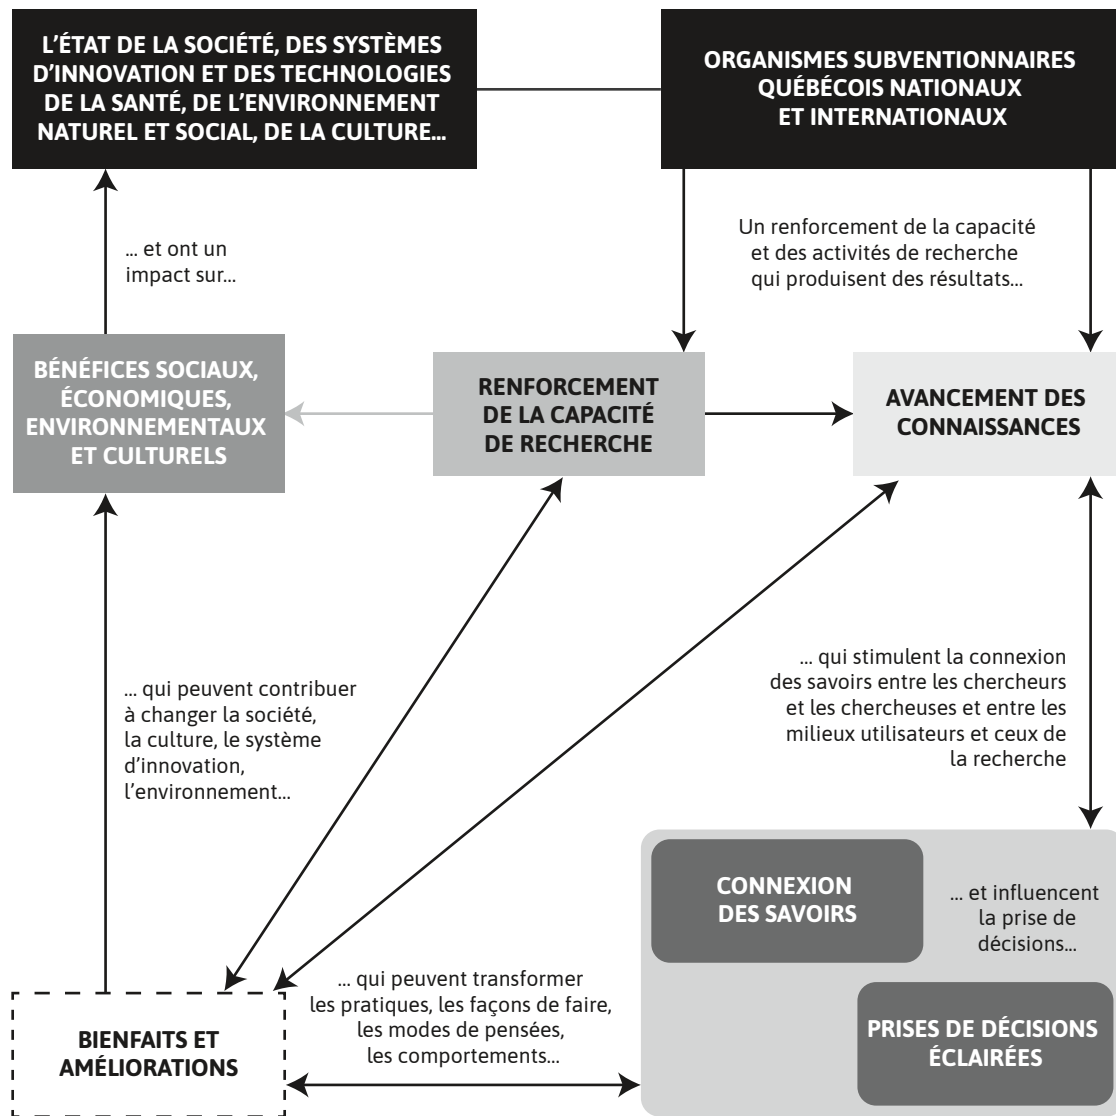 L’ÉTAT DE LA SOCIÉTÉ, DES SYSTÈMES
D’INNOVATION ET DES TECHNOLOGIES
DE LA SANTÉ, DE L’ENVIRONNEMENT
NATUREL ET SOCIAL, DE LA CULTURE…
ORGANISMES SUBVENTIONNAIRES
QUÉBÉCOIS NATIONAUX
ET INTERNATIONAUX
… et ont un
impact sur…
Un renforcement de la capacité
et des activités de recherche
qui produisent des résultats…
BÉNÉFICES SOCIAUX,
ÉCONOMIQUES,
ENVIRONNEMENTAUX
ET CULTURELS
RENFORCEMENT
DE LA CAPACITÉ
DE RECHERCHE
AVANCEMENT DES
CONNAISSANCES
… qui peuvent contribuer
à changer la société,
la culture, le système
d’innovation,
l’environnement…
… qui stimulent la connexion
des savoirs entre les chercheurs
et les chercheuses et entre les
milieux utilisateurs et ceux de
la recherche
CONNEXION
DES SAVOIRS
… et influencent
la prise de
décisions…
… qui peuvent transformer
les pratiques, les façons de faire,
les modes de pensées,
les comportements…
BIENFAITS ET
AMÉLIORATIONS
PRISES DE DÉCISIONS
ÉCLAIRÉES